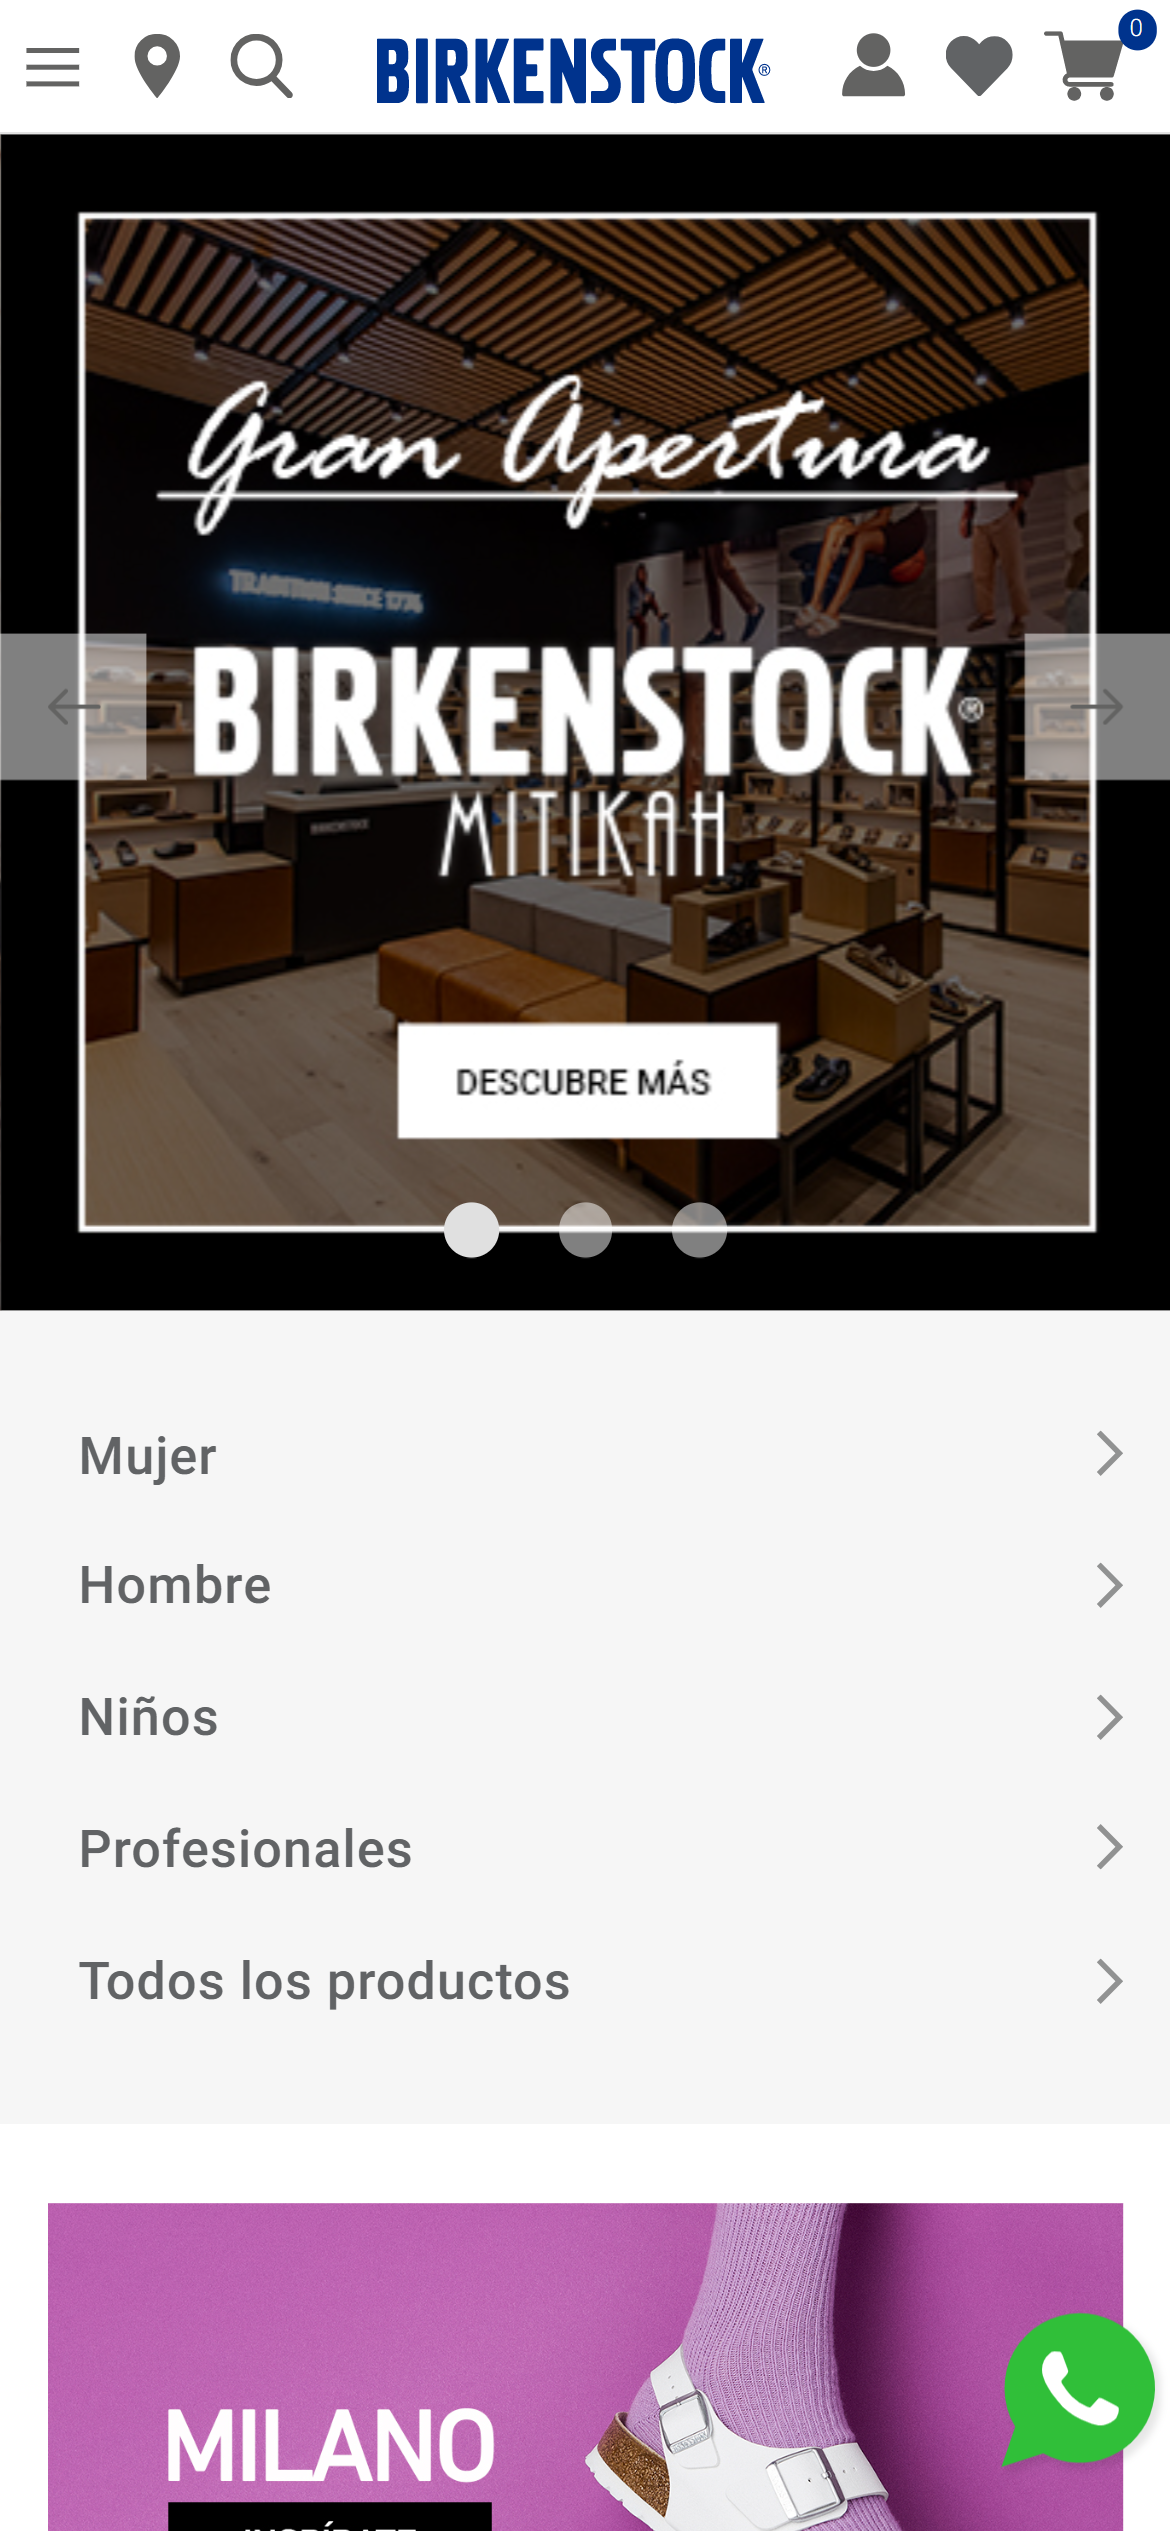 BIRKENSTOCK®
0
Gran Apertura
TRADITION SINCE 1774
BIRKENSTOCK®
MITIKAH
DESCUBRE MÁS
Mujer
Hombre
Niños
Profesionales
Todos los productos
MILANO